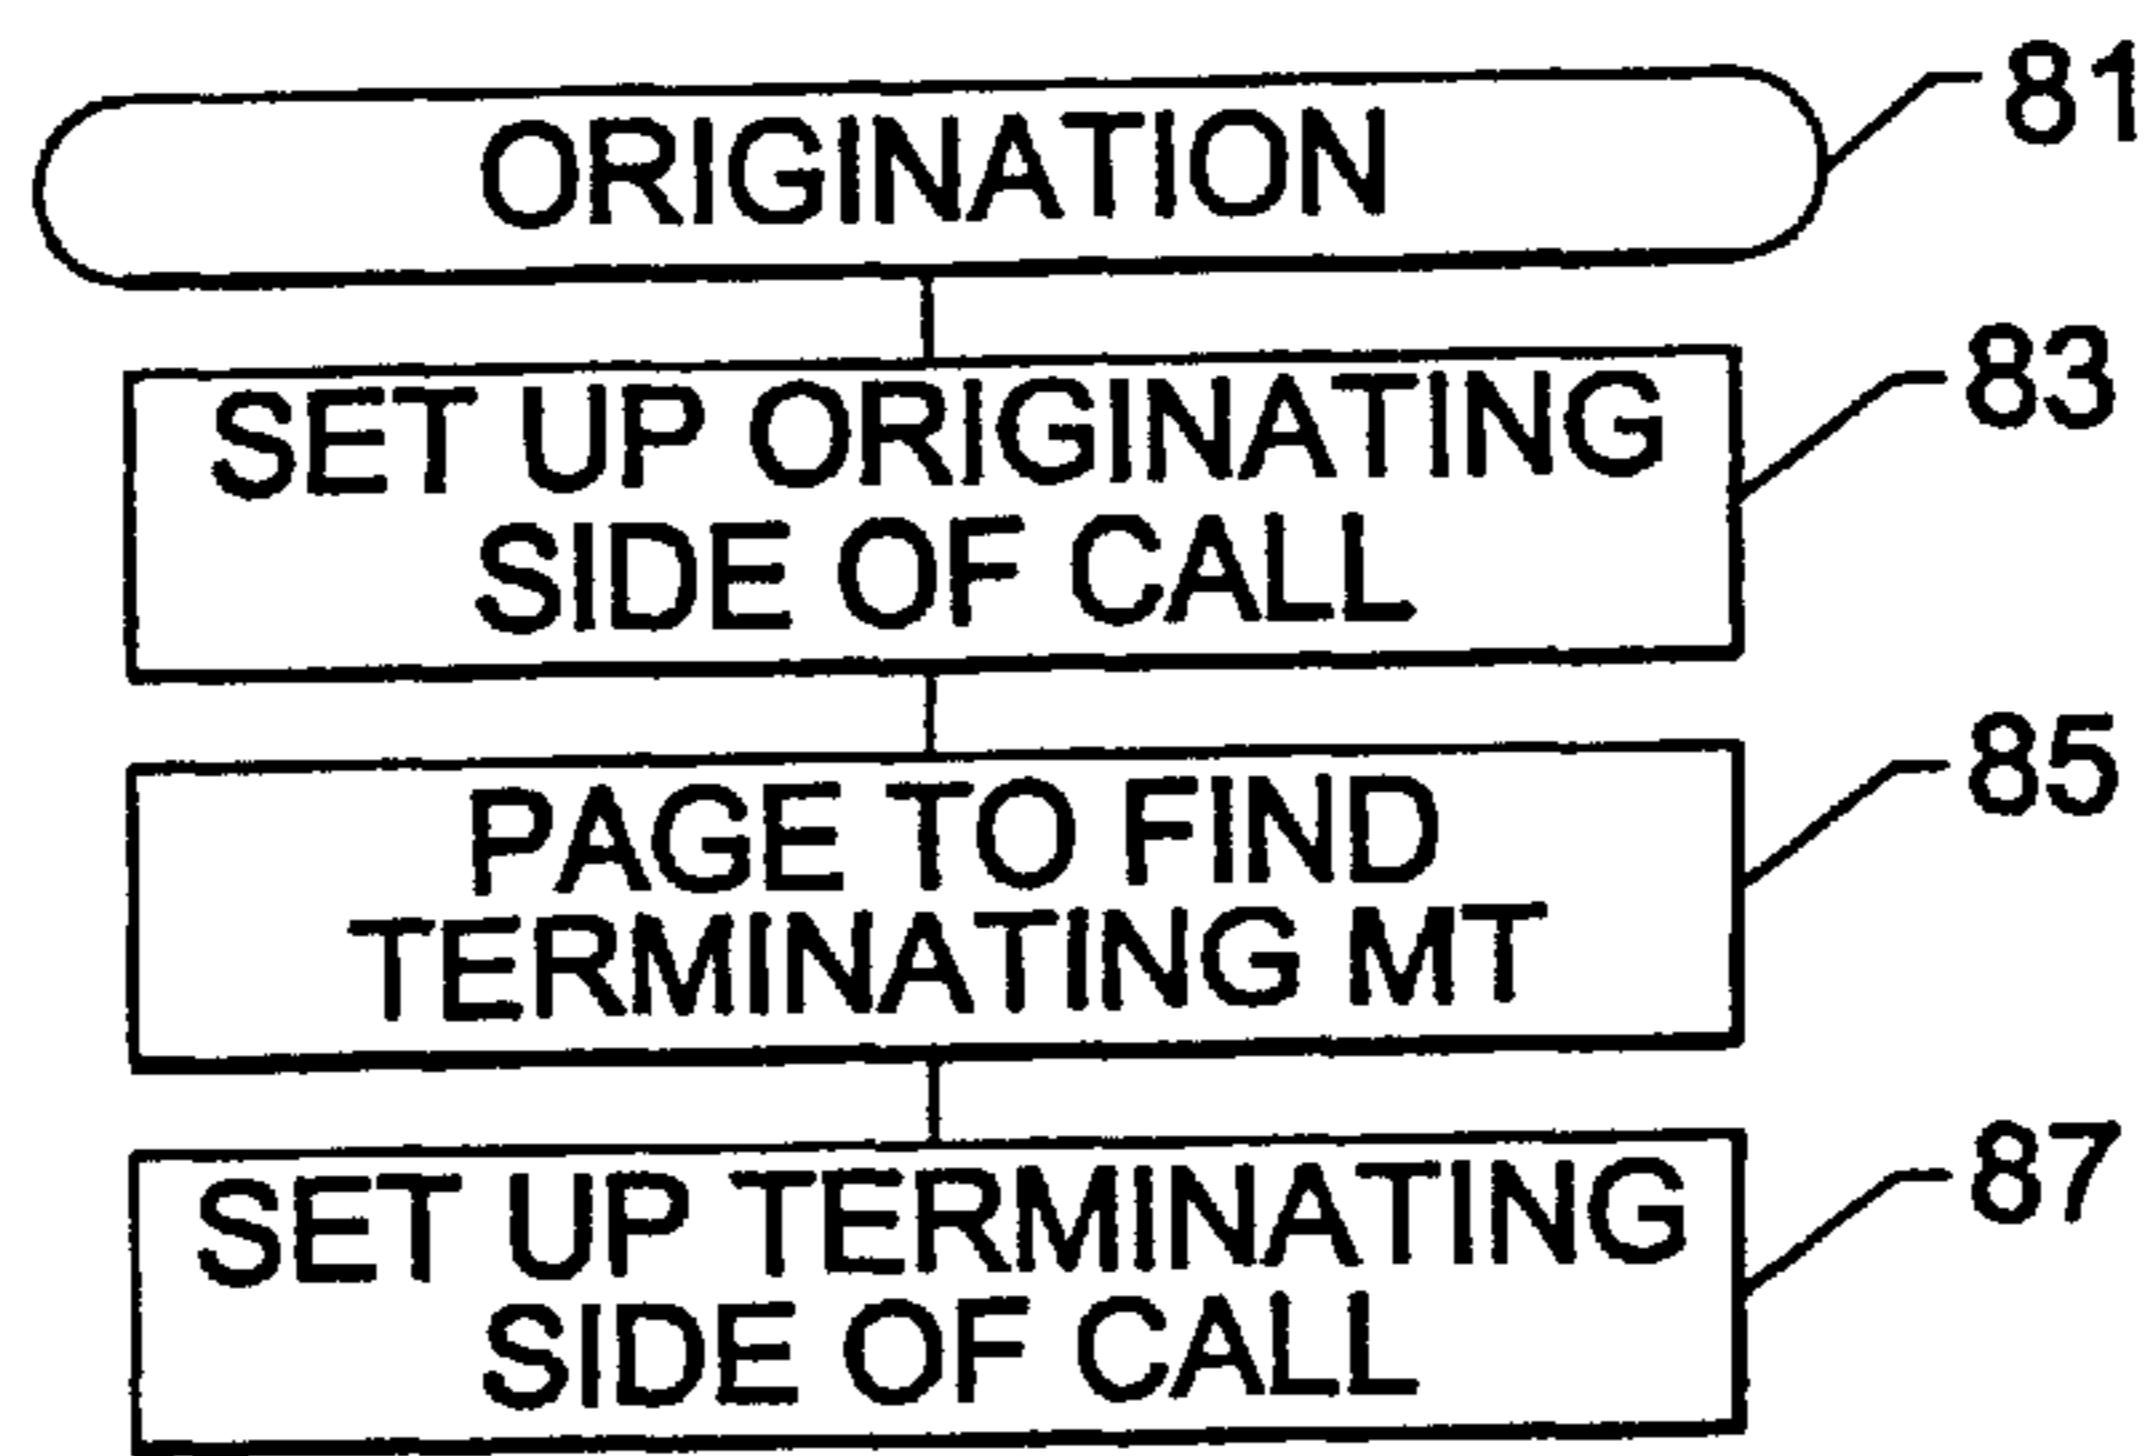 ORIGINATION
81
SET UP ORIGINATING
SIDE OF CALL
83
PAGE TO FIND
TERMINATING MT
85
SET UP TERMINATING
SIDE OF CALL
87